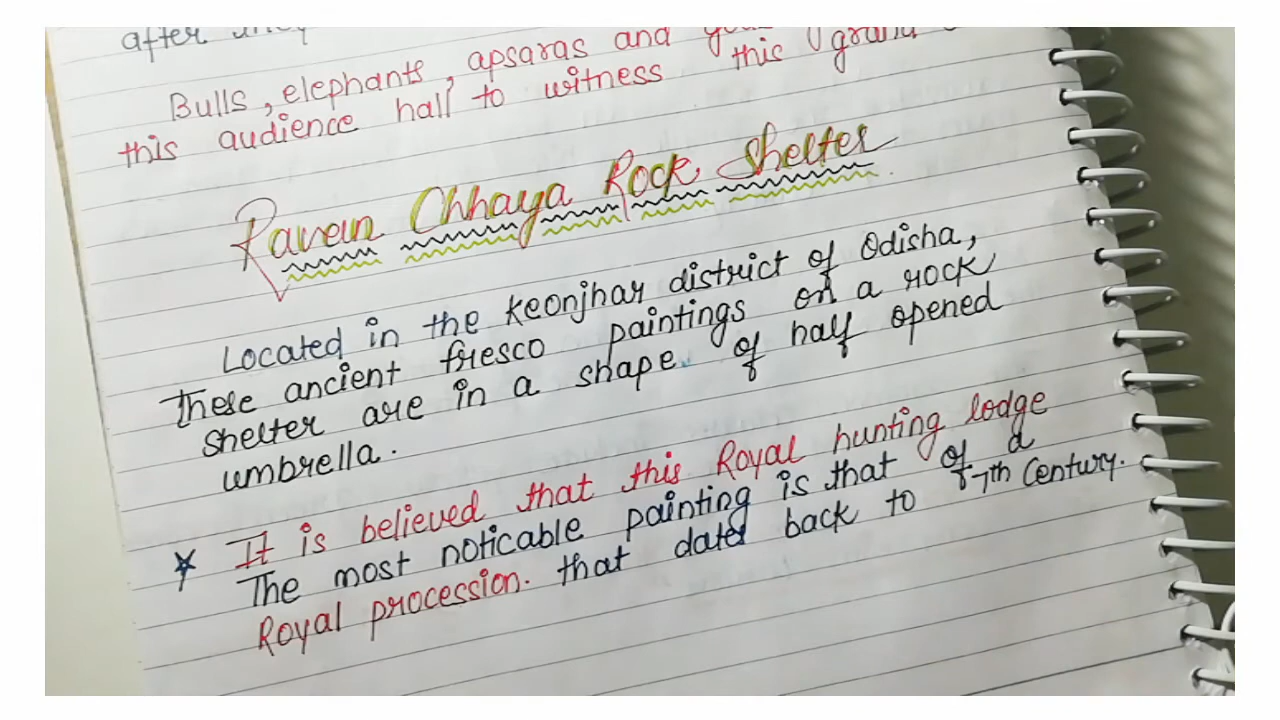 after
Bulls, elephants, apsaras and
this audience hall to witness this grand
Ravan Chhaya Rock Shelter
Located in the Keonjhar district of Odisha,
These ancient fresco paintings on a rock
shelter are in a shape of half opened
umbrella.
It is believed that this Royal hunting lodge
The most noticable painting is that of a
Royal procession. that dates back to 7th Century.